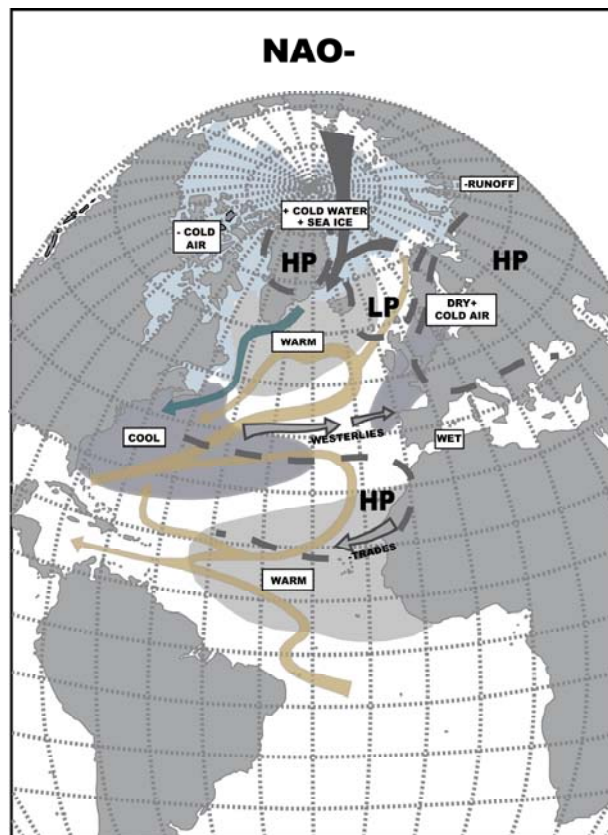 NAO-
-RUNOFF
+ COLD WATER
+ SEA ICE
- COLD
AIR
HP
HP
LP
DRY+
COLD AIR
WARM
COOL
-WESTERLIES
WET
HP
-TRADES
WARM